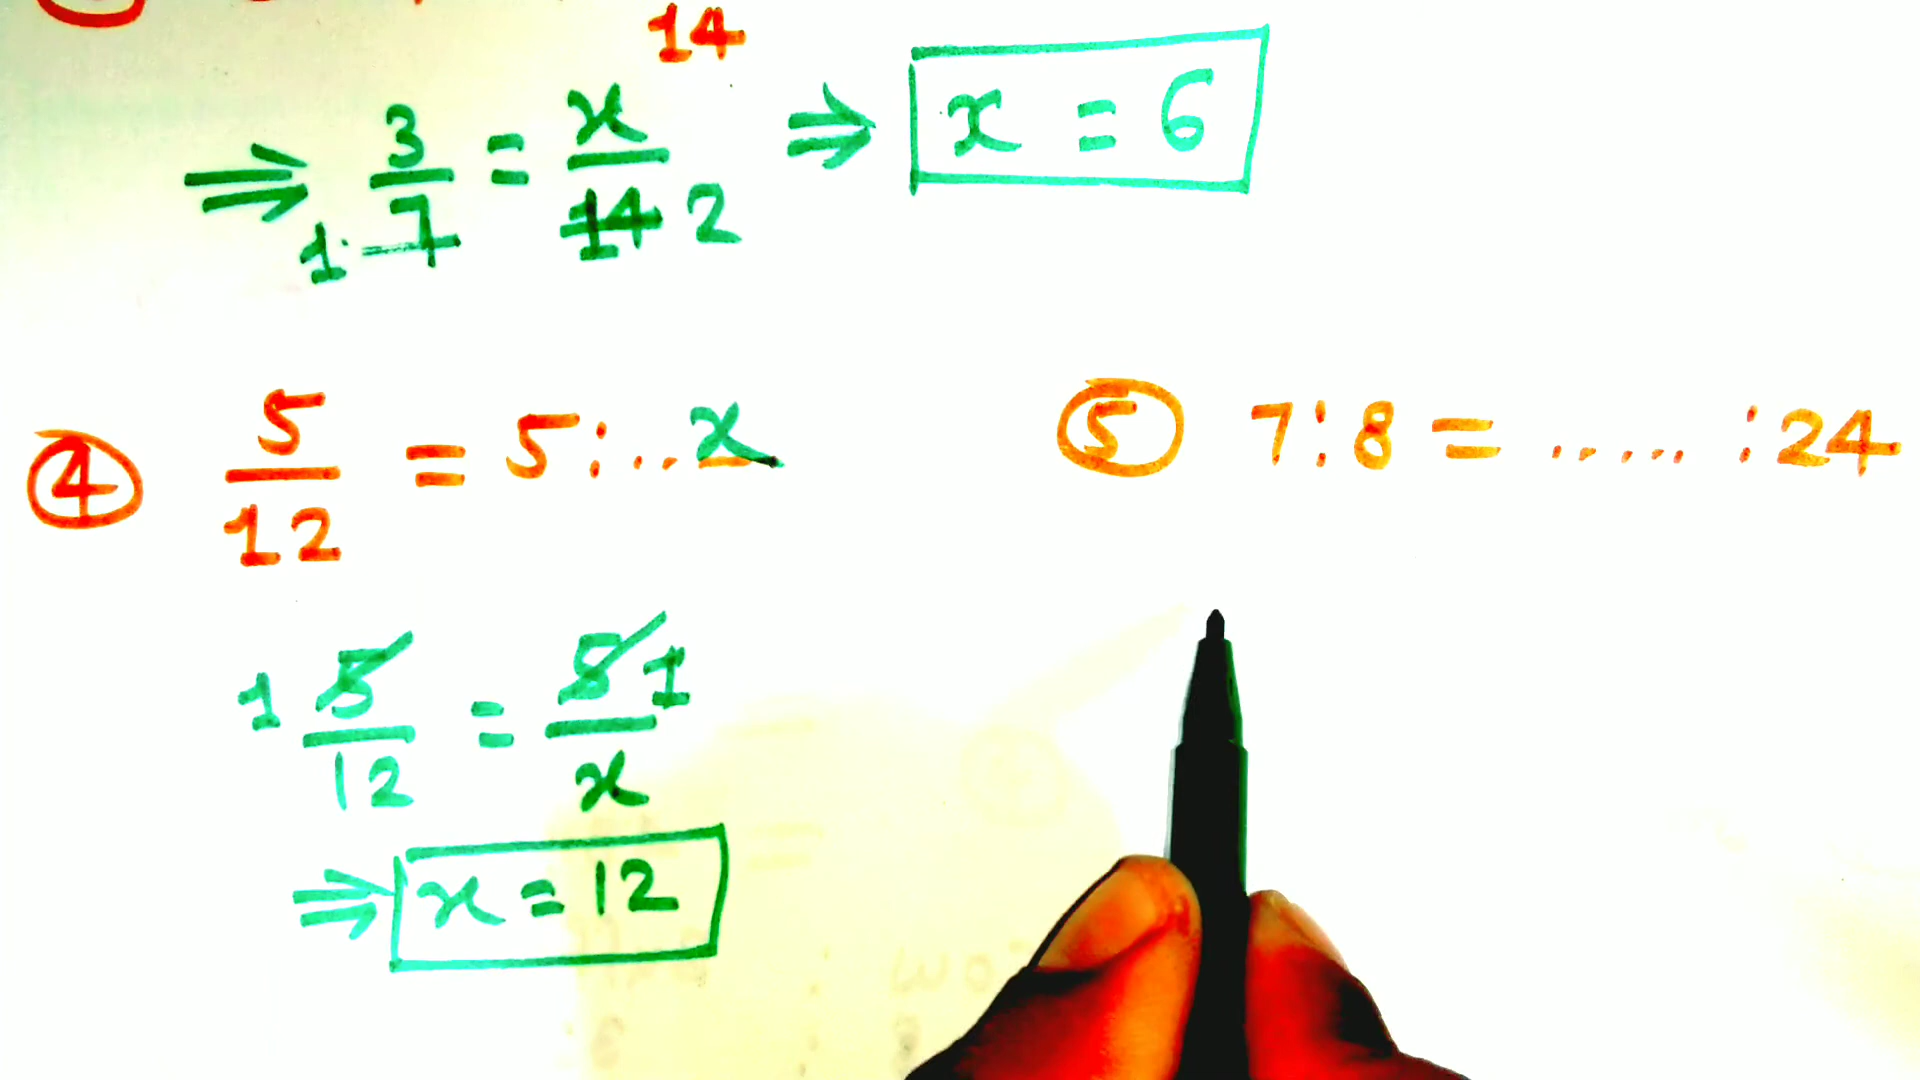 14
⇒ 3/7 = x/14 ⇒ x = 6
1 2
④ 5/12 = 5:...x
1 5/12 = 5/x 1
⇒ x = 12
⑤ 7:8 = ...... :24